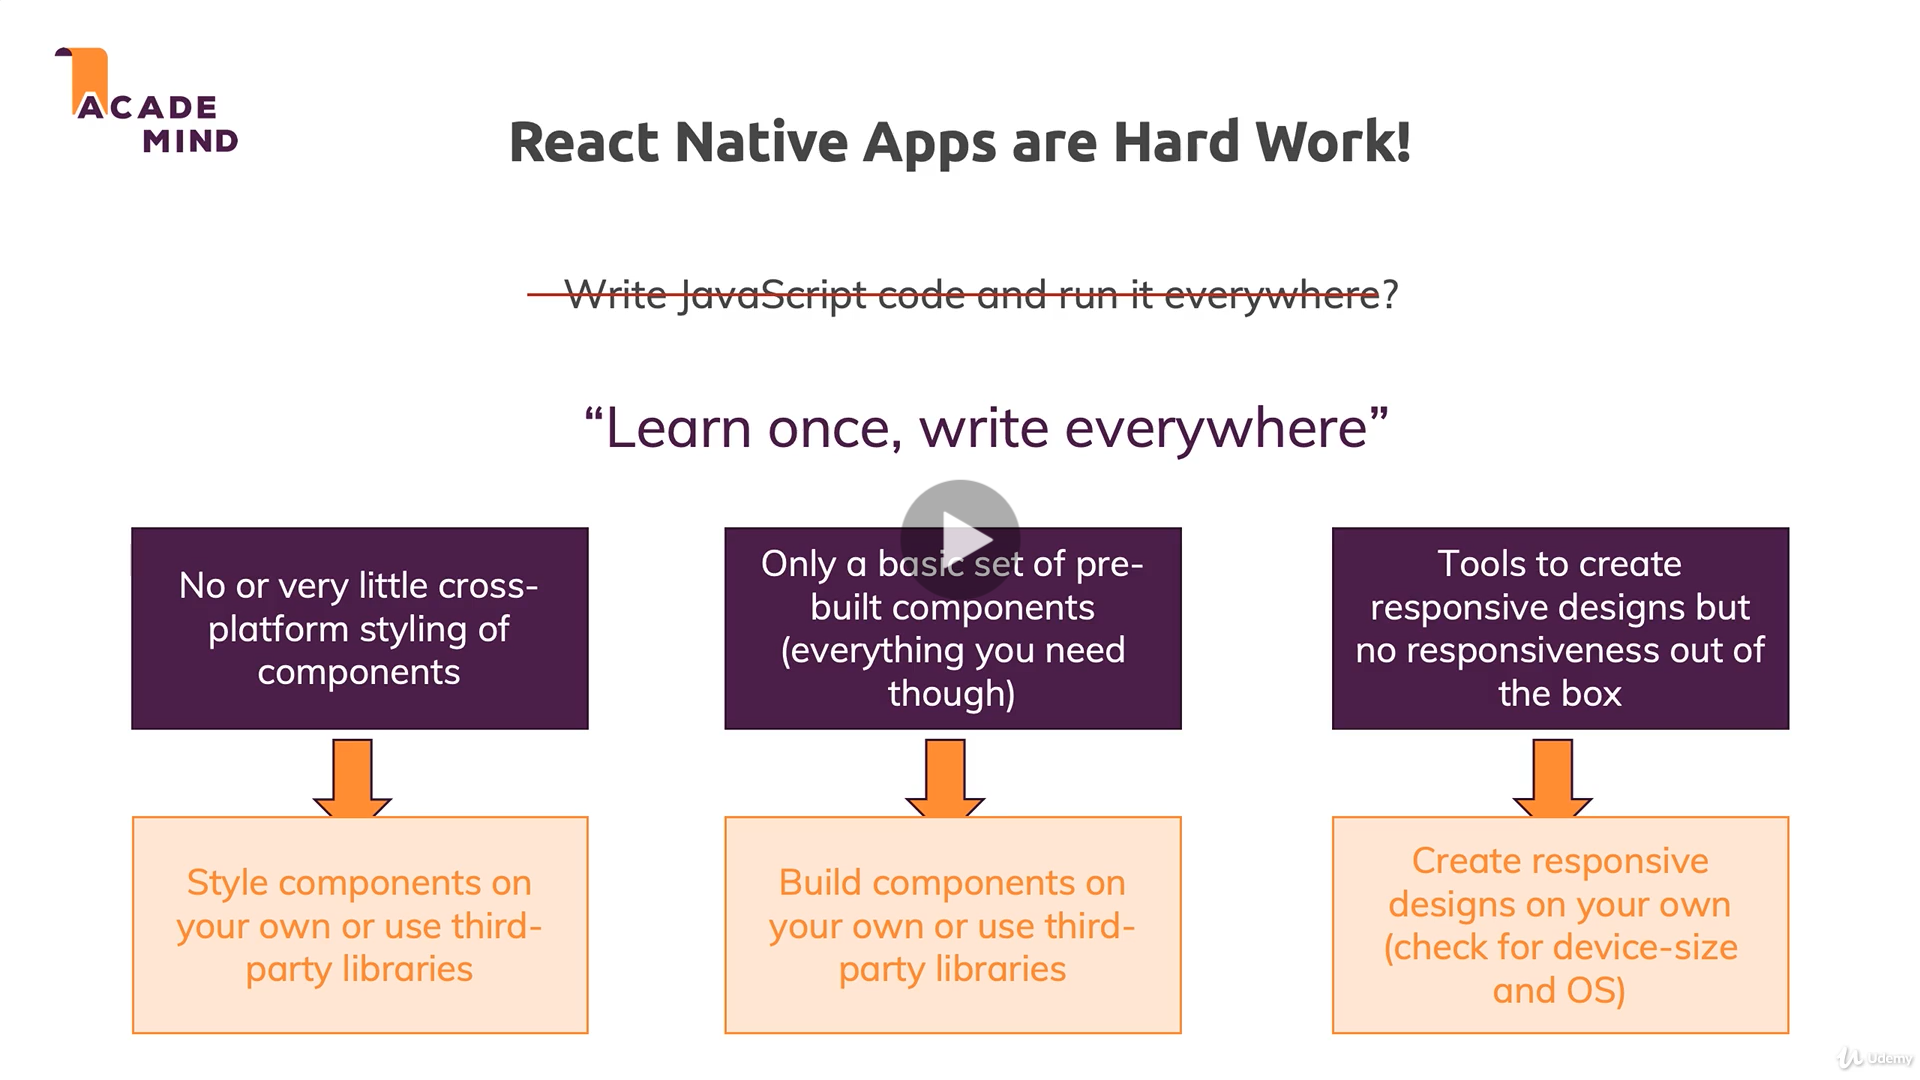 ACADE
MIND
React Native Apps are Hard Work!
Write JavaScript code and run it everywhere?
“Learn once, write everywhere”
No or very little cross-
platform styling of
components
Only a basic set of pre-
built components
(everything you need
though)
Tools to create
responsive designs but
no responsiveness out of
the box
Style components on
your own or use third-
party libraries
Build components on
your own or use third-
party libraries
Create responsive
designs on your own
(check for device-size
and OS)
Udemy